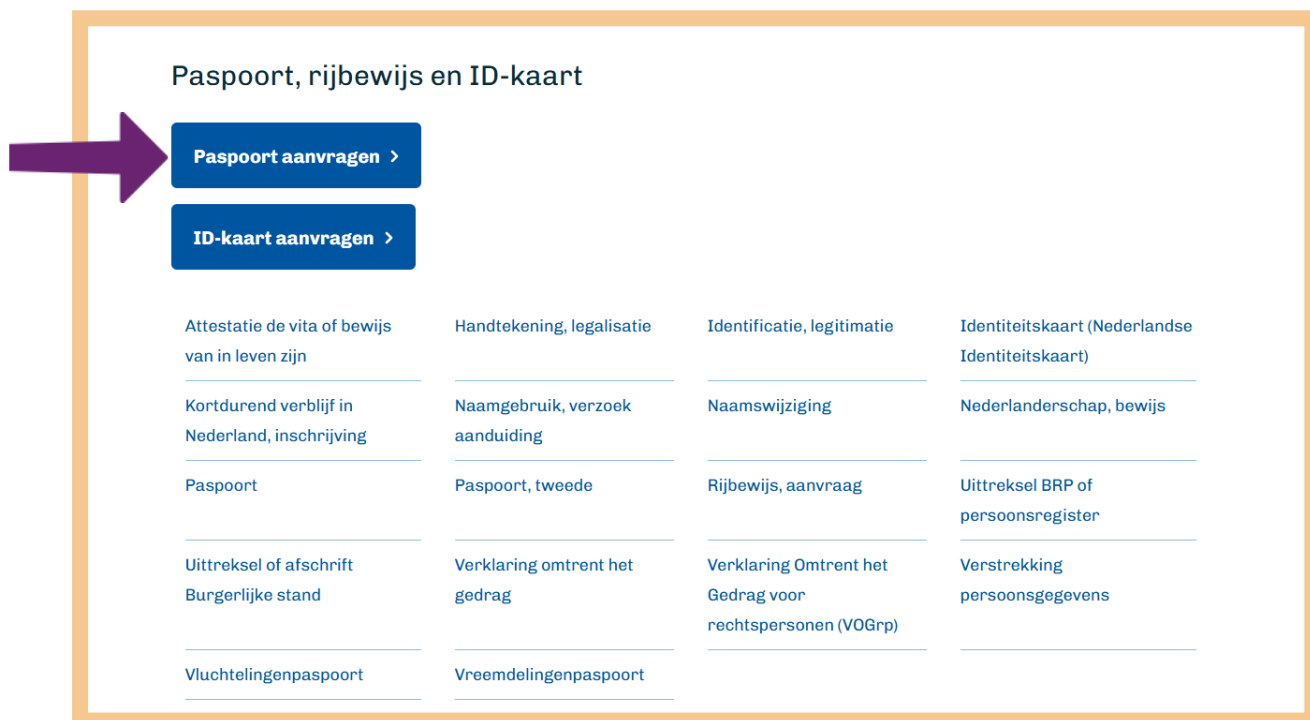 Paspoort, rijbewijs en ID-kaart
Paspoort aanvragen >
ID-kaart aanvragen >
Attestatie de vita of bewijs
van in leven zijn
Handtekening, legalisatie
Identificatie, legitimatie
Identiteitskaart (Nederlandse
Identiteitskaart)
Kortdurend verblijf in
Nederland, inschrijving
Naamgebruik, verzoek
aanduiding
Naamswijziging
Nederlanderschap, bewijs
Paspoort
Paspoort, tweede
Rijbewijs, aanvraag
Uittreksel BRP of
persoonsregister
Uittreksel of afschrift
Burgerlijke stand
Verklaring omtrent het
gedrag
Verklaring Omtrent het
Gedrag voor
rechtspersonen (VOGrp)
Verstrekking
persoonsgegevens
Vluchtelingenpaspoort
Vreemdelingenpaspoort